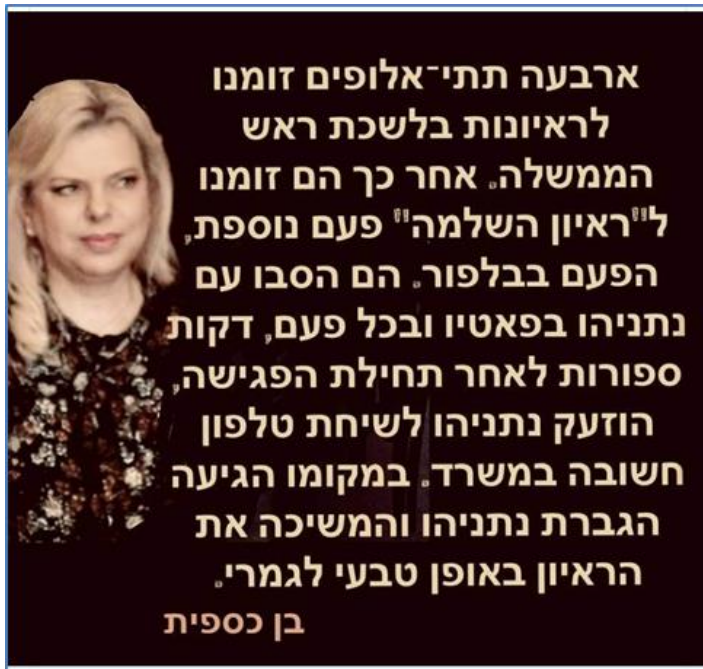 ארבעה תתי־אלופים זומנו
לראיונות בלשכת ראש
הממשלה. אחר כך הם זומנו
ל"ראיון השלמה" פעם נוספת,
הפעם בבלפור. הם הסבו עם
נתניהו בפאטיו ובכל פעם, דקות
ספורות לאחר תחילת הפגישה,
הוזעק נתניהו לשיחת טלפון
חשובה במשרד. במקומו הגיעה
הגברת נתניהו והמשיכה את
הראיון באופן טבעי לגמרי.
בן כספית